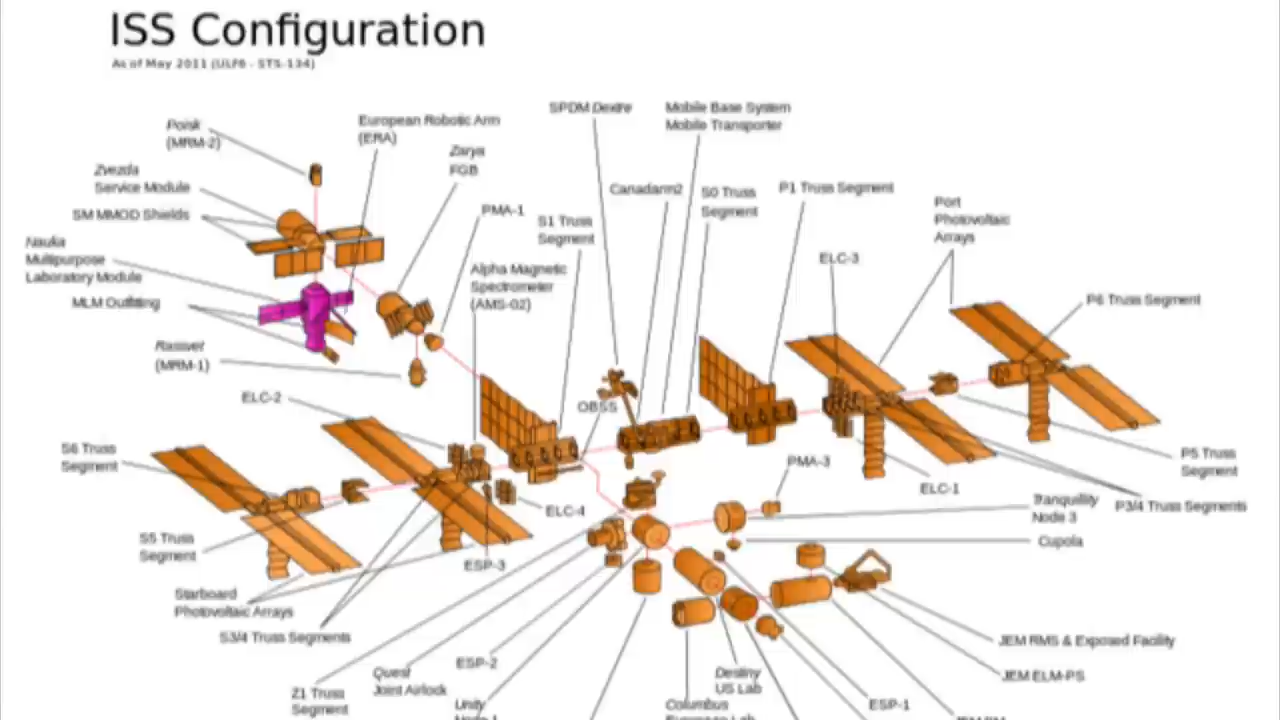 ISS Configuration
As of May 2011 (ULF6 - STS-134)
SPDM Dextre
Mobile Base System
Mobile Transporter
European Robotic Arm
(ERA)
Poisk
(MRM-2)
Zarya
FGB
Zvezda
Service Module
Canadarm2
S0 Truss
Segment
P1 Truss Segment
SM MMOD Shields
PMA-1
S1 Truss
Segment
Port
Photovoltaic
Arrays
Nauka
Multipurpose
Laboratory Module
ELC-3
Alpha Magnetic
Spectrometer
(AMS-02)
MLM Outfitting
P6 Truss Segment
Rassvet
(MRM-1)
ELC-2
OBSS
S6 Truss
Segment
PMA-3
P5 Truss
Segment
ELC-1
Tranquility
Node 3
P3/4 Truss Segments
ELC-4
S5 Truss
Segment
Cupola
ESP-3
Starboard
Photovoltaic Arrays
S3/4 Truss Segments
JEM RMS & Exposed Facility
ESP-2
Quest
Joint Airlock
Destiny
US Lab
JEM ELM-PS
Z1 Truss
Segment
Unity
Node 1
Columbus
European Lab
ESP-1